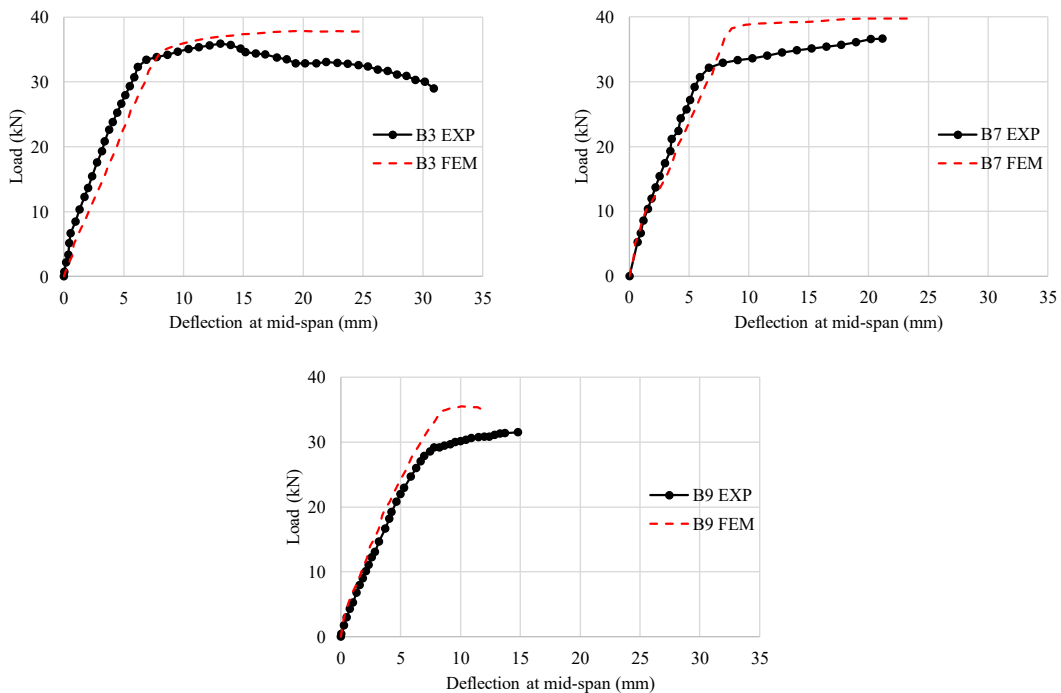 40
30
20
10
0
Load (kN)
B3 EXP
B3 FEM
0 5 10 15 20 25 30 35
Deflection at mid-span (mm)
40
30
20
10
0
Load (kN)
B7 EXP
B7 FEM
0 5 10 15 20 25 30 35
Deflection at mid-span (mm)
40
30
20
10
0
Load (kN)
B9 EXP
B9 FEM
0 5 10 15 20 25 30 35
Deflection at mid-span (mm)